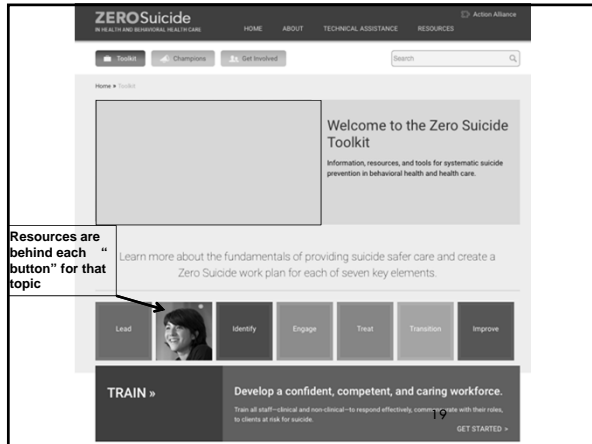 ZEROSuicide
IN HEALTH AND BEHAVIORAL HEALTH CARE
HOME ABOUT TECHNICAL ASSISTANCE RESOURCES
Action Alliance
Toolkit Champions Get Involved
Search
Home » Toolkit
Welcome to the Zero Suicide
Toolkit
Information, resources, and tools for systematic suicide
prevention in behavioral health and health care.
Resources are
behind each “
button” for that
topic
Learn more about the fundamentals of providing suicide safer care and create a
Zero Suicide work plan for each of seven key elements.
Lead Identify Engage Treat Transition Improve
TRAIN »
Develop a confident, competent, and caring workforce.
Train all staff—clinical and non-clinical—to respond effectively, commensurate with their roles,
to clients at risk for suicide.
19
GET STARTED >